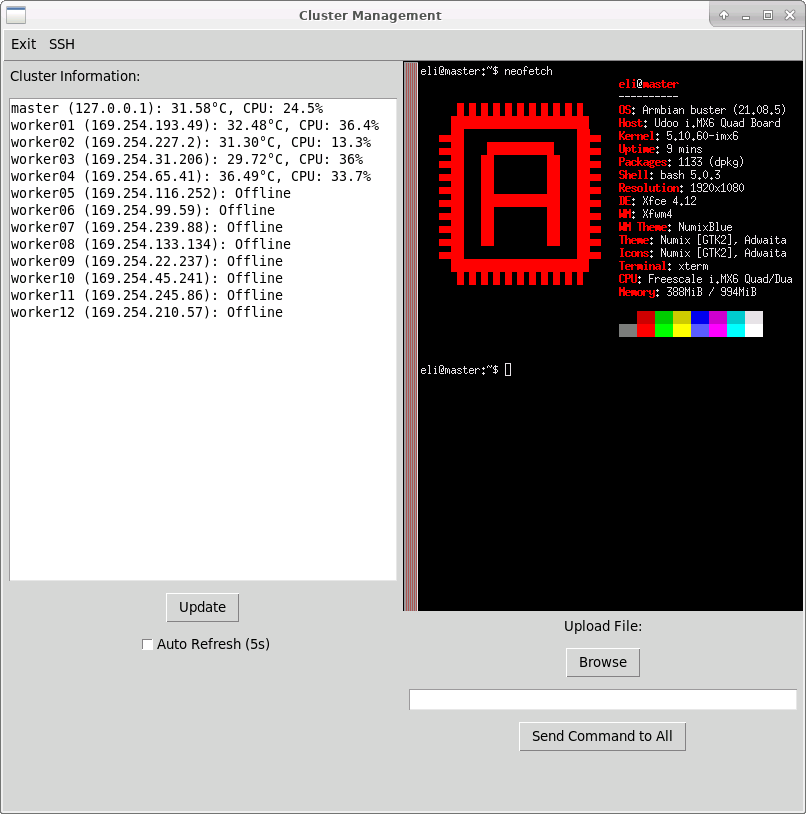 Cluster Management
Exit SSH
Cluster Information:
master (127.0.0.1): 31.58°C, CPU: 24.5%
worker01 (169.254.193.49): 32.48°C, CPU: 36.4%
worker02 (169.254.227.2): 31.30°C, CPU: 13.3%
worker03 (169.254.31.206): 29.72°C, CPU: 36%
worker04 (169.254.65.41): 36.49°C, CPU: 33.7%
worker05 (169.254.116.252): Offline
worker06 (169.254.99.59): Offline
worker07 (169.254.239.88): Offline
worker08 (169.254.133.134): Offline
worker09 (169.254.22.237): Offline
worker10 (169.254.45.241): Offline
worker11 (169.254.245.86): Offline
worker12 (169.254.210.57): Offline
Update
Auto Refresh (5s)
eli@master:~$ neofetch
eli@master
----------
OS: Armbian buster (21.08.5)
Host: Udoo i.MX6 Quad Board
Kernel: 5.10.60-imx6
Uptime: 9 mins
Packages: 1133 (dpkg)
Shell: bash 5.0.3
Resolution: 1920x1080
DE: Xfce 4.12
WM: Xfwm4
WM Theme: NumixBlue
Theme: Numix [GTK2], Adwaita
Icons: Numix [GTK2], Adwaita
Terminal: xterm
CPU: Freescale i.MX6 Quad/Dua
Memory: 388MiB / 994MiB
A
eli@master:~$
Upload File:
Browse
Send Command to All